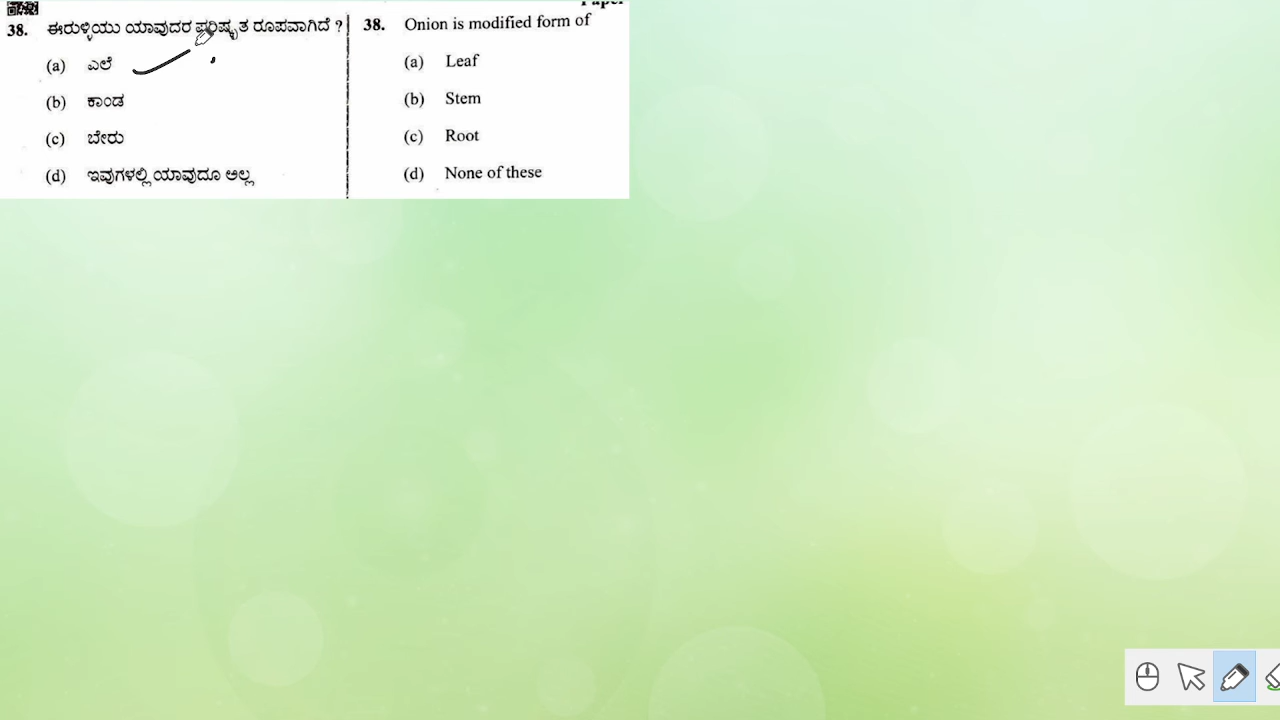 38. ಈರುಳ್ಳಿಯು ಯಾವುದರ ಪರಿಷ್ಕೃತ ರೂಪವಾಗಿದೆ ?
(a) ಎಲೆ
(b) ಕಾಂಡ
(c) ಬೇರು
(d) ಇವುಗಳಲ್ಲಿ ಯಾವುದೂ ಅಲ್ಲ
38. Onion is modified form of
(a) Leaf
(b) Stem
(c) Root
(d) None of these